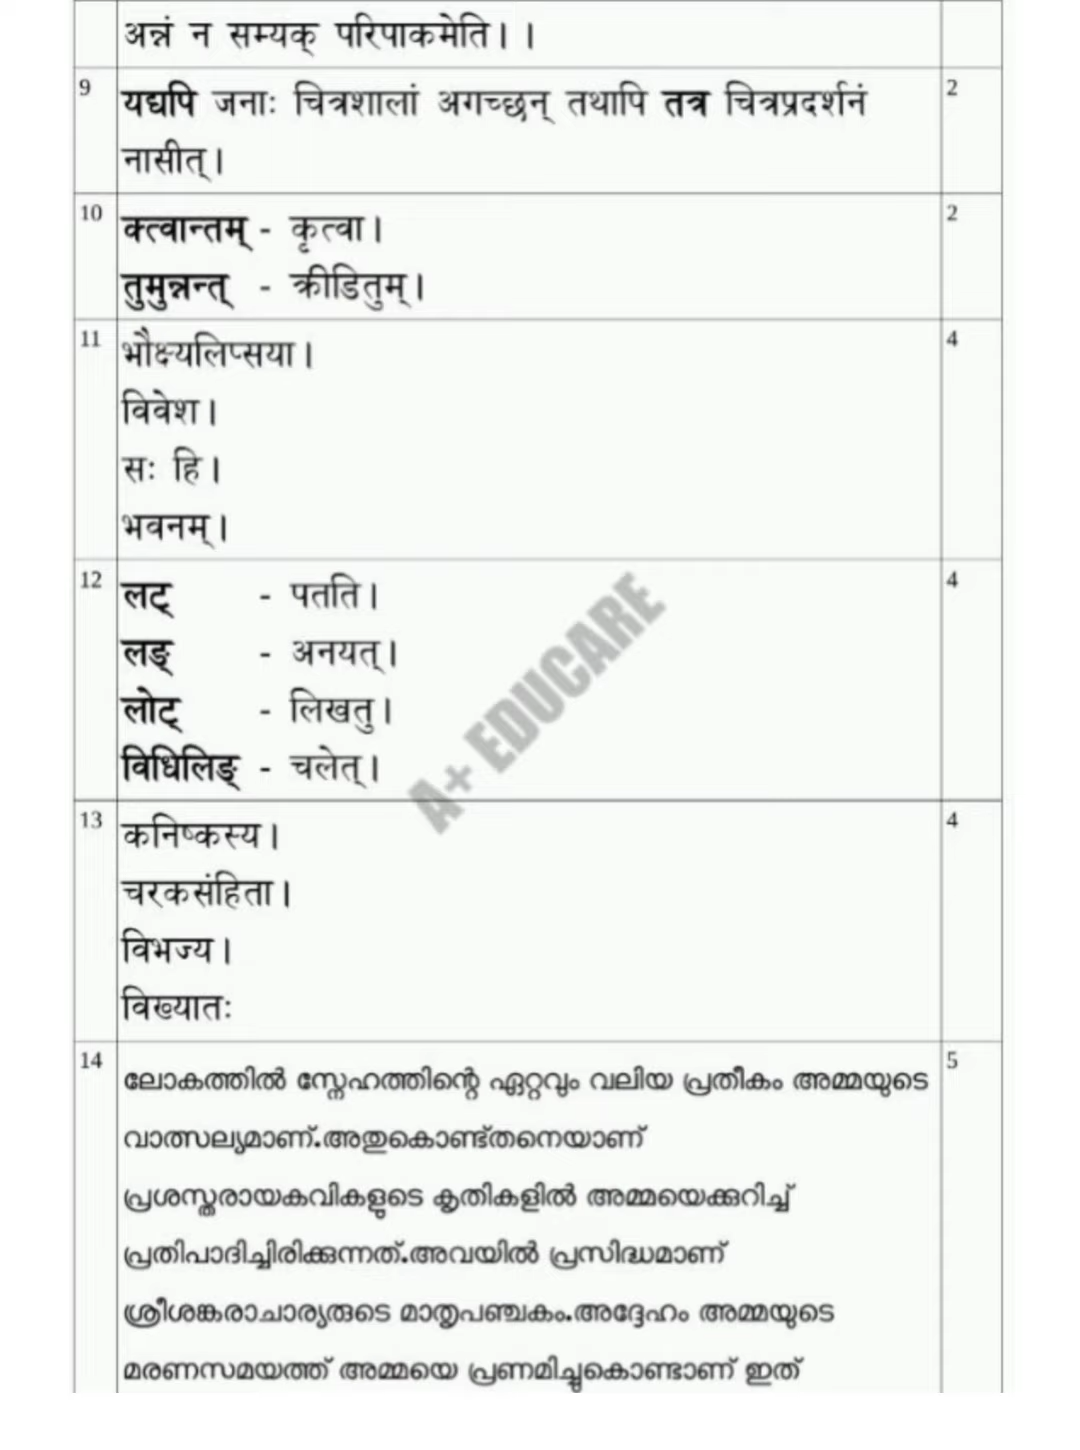 अन्नं न सम्यक् परिपाकमेति। ।
9 यद्यपि जनाः चित्रशालां अगच्छन् तथापि तत्र चित्रप्रदर्शनं 2
नासीत्।
10 क्त्वान्तम् - कृत्वा। 2
तुमुन्नन्त् - क्रीडितुम्।
11 भौक्ष्यलिप्सया। 4
विवेश।
सः हि।
भवनम्।
12 लट् - पतति। 4
लङ् - अनयत्।
लोट् - लिखतु।
विधिलिङ् - चलेत्।
A+ EDUCARE
13 कनिष्कस्य। 4
चरकसंहिता।
विभज्य।
विख्यातः
14 ലോകത്തിൽ സ്നേഹത്തിന്റെ ഏറ്റവും വലിയ പ്രതീകം അമ്മയുടെ 5
വാത്സല്യമാണ്.അതുകൊണ്ട്തനെയാണ്
പ്രശസ്തരായകവികളുടെ കൃതികളിൽ അമ്മയെക്കുറിച്ച്
പ്രതിപാദിച്ചിരിക്കുന്നത്.അവയിൽ പ്രസിദ്ധമാണ്
ശ്രീശങ്കരാചാര്യരുടെ മാതൃപഞ്ചകം.അദ്ദേഹം അമ്മയുടെ
മരണസമയത്ത് അമ്മയെ പ്രണമിച്ചുകൊണ്ടാണ് ഇത്